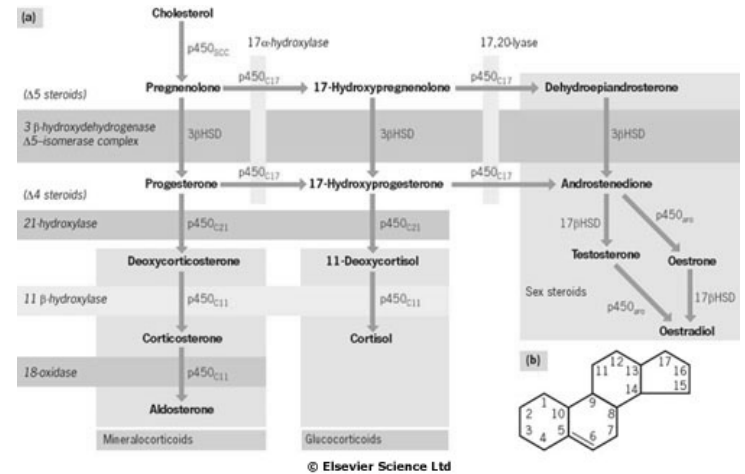 (a)
Cholesterol
p450SCC
17α-hydroxylase
17,20-lyase
p450C17
p450C17
Pregnenolone
17-Hydroxypregnenolone
Dehydroepiandrosterone
(Δ5 steroids)
3 β-hydroxydehydrogenase
Δ5–isomerase complex
3βHSD
3βHSD
3βHSD
p450C17
p450C17
Progesterone
17-Hydroxyprogesterone
Androstenedione
(Δ4 steroids)
21-hydroxylase
p450C21
p450C21
17βHSD
p450aro
Deoxycorticosterone
11-Deoxycortisol
Testosterone
Oestrone
11 β-hydroxylase
p450C11
p450C11
Sex steroids
p450aro
17βHSD
Corticosterone
Cortisol
Oestradiol
18-oxidase
p450C11
Aldosterone
Mineralocorticoids
Glucocorticoids
(b)
12
17
11
13
16
14
15
1
9
2
10
8
3
5
7
4
6
© Elsevier Science Ltd